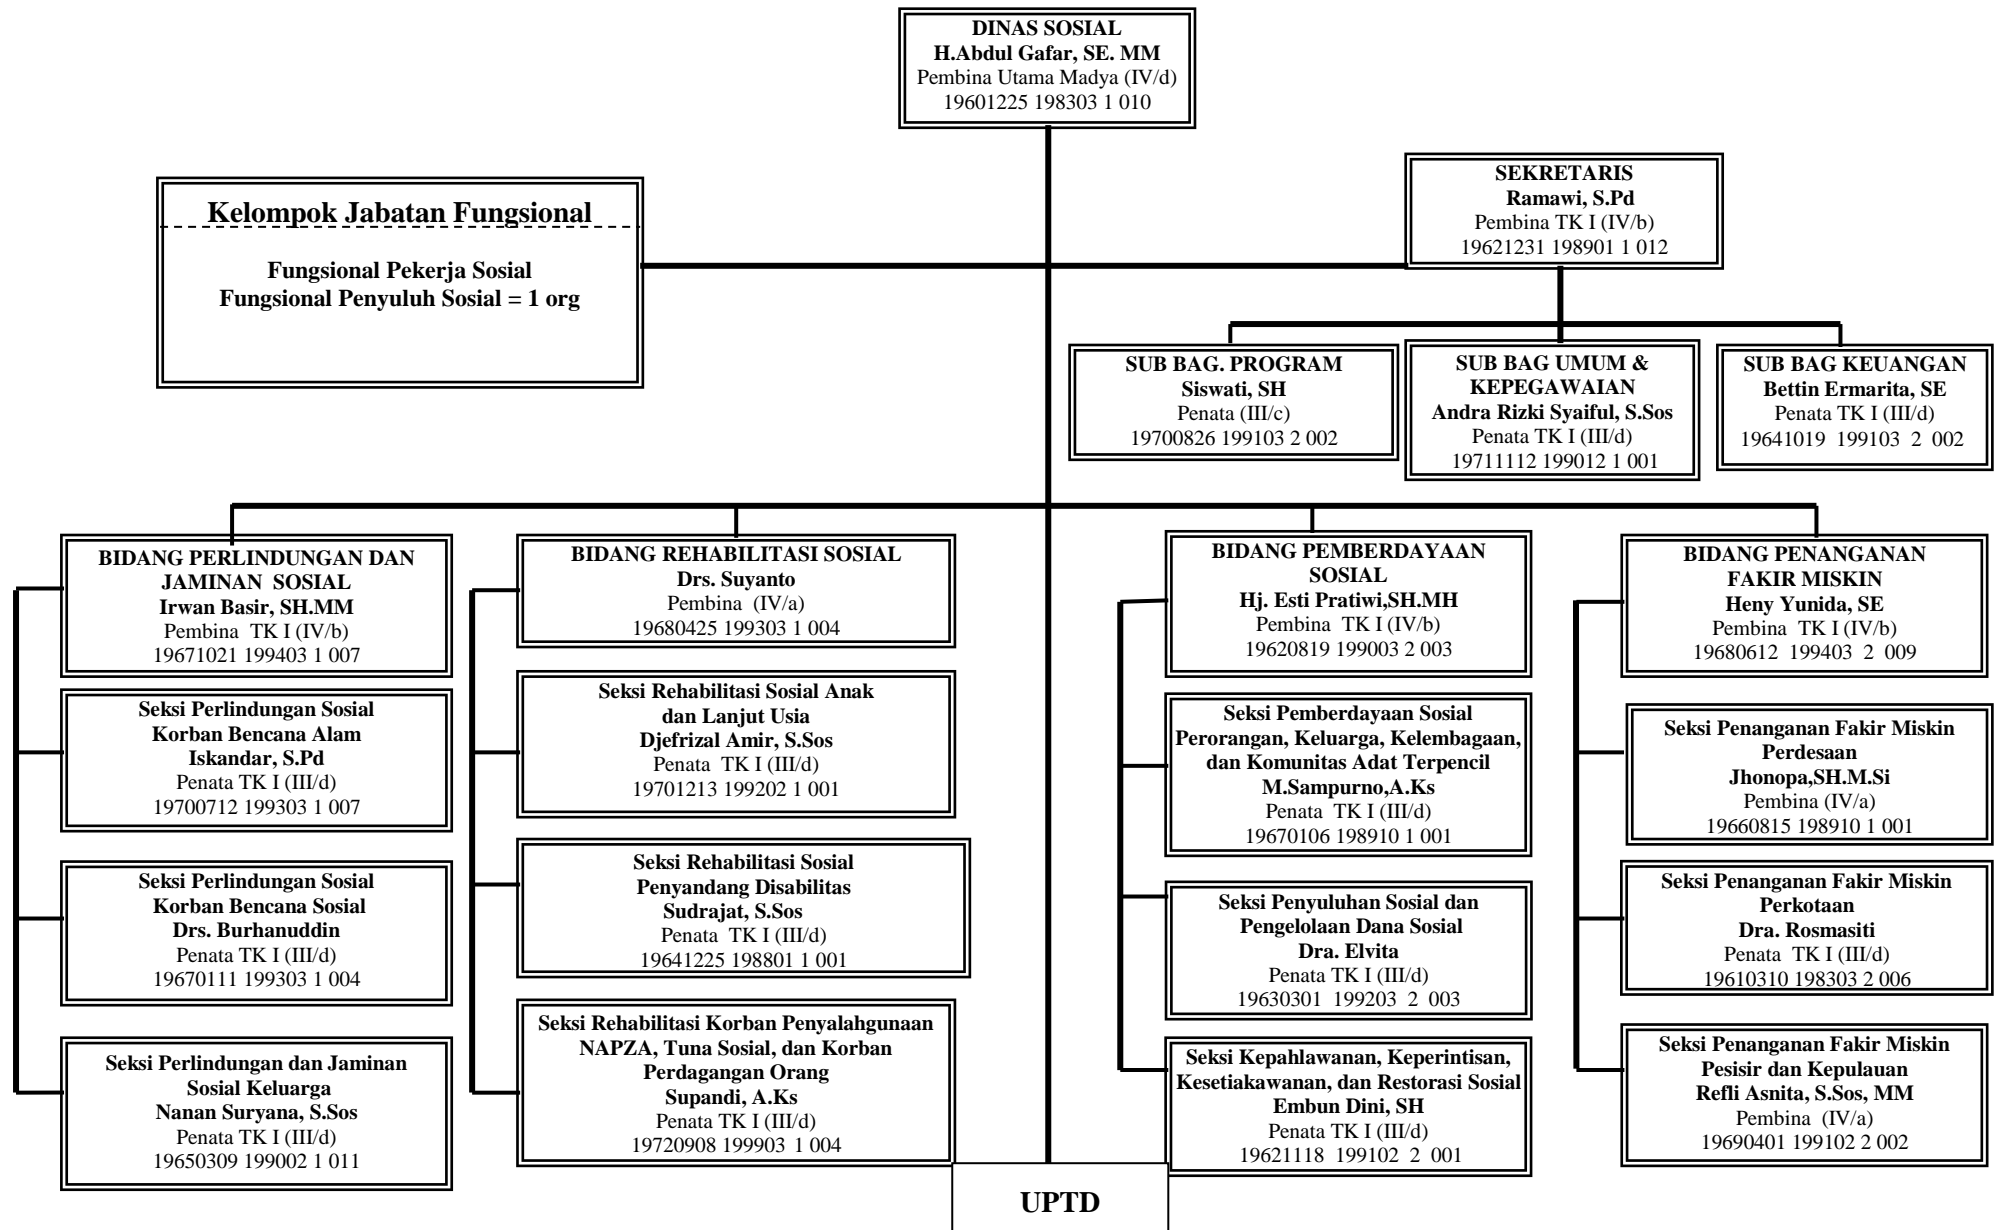 DINAS SOSIAL
H.Abdul Gafar, SE. MM
Pembina Utama Madya (IV/d)
19601225 198303 1 010
SEKRETARIS
Ramawi, S.Pd
Pembina TK I (IV/b)
19621231 198901 1 012
Kelompok Jabatan Fungsional
Fungsional Pekerja Sosial
Fungsional Penyuluh Sosial = 1 org
SUB BAG. PROGRAM
Siswati, SH
Penata (III/c)
19700826 199103 2 002
SUB BAG UMUM &
KEPEGAWAIAN
Andra Rizki Syaiful, S.Sos
Penata TK I (III/d)
19711112 199012 1 001
SUB BAG KEUANGAN
Bettin Ermarita, SE
Penata TK I (III/d)
19641019 199103 2 002
BIDANG PERLINDUNGAN DAN
JAMINAN SOSIAL
Irwan Basir, SH.MM
Pembina TK I (IV/b)
19671021 199403 1 007
Seksi Perlindungan Sosial
Korban Bencana Alam
Iskandar, S.Pd
Penata TK I (III/d)
19700712 199303 1 007
Seksi Perlindungan Sosial
Korban Bencana Sosial
Drs. Burhanuddin
Penata TK I (III/d)
19670111 199303 1 004
Seksi Perlindungan dan Jaminan
Sosial Keluarga
Nanan Suryana, S.Sos
Penata TK I (III/d)
19650309 199002 1 011
BIDANG REHABILITASI SOSIAL
Drs. Suyanto
Pembina (IV/a)
19680425 199303 1 004
Seksi Rehabilitasi Sosial Anak
dan Lanjut Usia
Djefrizal Amir, S.Sos
Penata TK I (III/d)
19701213 199202 1 001
Seksi Rehabilitasi Sosial
Penyandang Disabilitas
Sudrajat, S.Sos
Penata TK I (III/d)
19641225 198801 1 001
Seksi Rehabilitasi Korban Penyalahgunaan
NAPZA, Tuna Sosial, dan Korban
Perdagangan Orang
Supandi, A.Ks
Penata TK I (III/d)
19720908 199903 1 004
BIDANG PEMBERDAYAAN
SOSIAL
Hj. Esti Pratiwi,SH.MH
Pembina TK I (IV/b)
19620819 199003 2 003
Seksi Pemberdayaan Sosial
Perorangan, Keluarga, Kelembagaan,
dan Komunitas Adat Terpencil
M.Sampurno,A.Ks
Penata TK I (III/d)
19670106 198910 1 001
Seksi Penyuluhan Sosial dan
Pengelolaan Dana Sosial
Dra. Elvita
Penata TK I (III/d)
19630301 199203 2 003
Seksi Kepahlawanan, Keperintisan,
Kesetiakawanan, dan Restorasi Sosial
Embun Dini, SH
Penata TK I (III/d)
19621118 199102 2 001
BIDANG PENANGANAN
FAKIR MISKIN
Heny Yunida, SE
Pembina TK I (IV/b)
19680612 199403 2 009
Seksi Penanganan Fakir Miskin
Perdesaan
Jhonopa,SH.M.Si
Pembina (IV/a)
19660815 198910 1 001
Seksi Penanganan Fakir Miskin
Perkotaan
Dra. Rosmasiti
Penata TK I (III/d)
19610310 198303 2 006
Seksi Penanganan Fakir Miskin
Pesisir dan Kepulauan
Refli Asnita, S.Sos, MM
Pembina (IV/a)
19690401 199102 2 002
UPTD